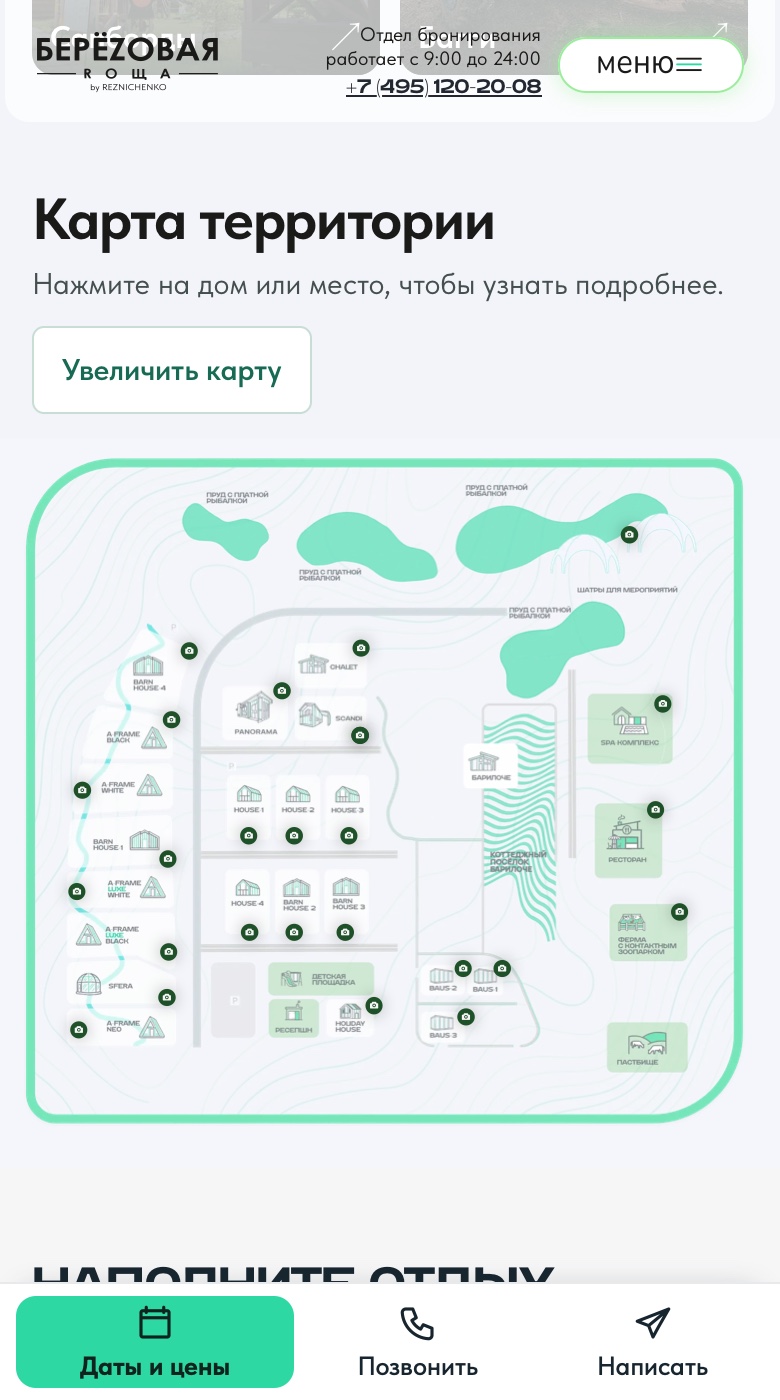 Сапборды
Багги
БЕРЁZОВАЯ
RОЩА
by REZNICHENKO
Отдел бронирования
работает с 9:00 до 24:00
+7 (495) 120-20-08
меню
Карта территории
Нажмите на дом или место, чтобы узнать подробнее.
Увеличить карту
ПРУД С ПЛАТНОЙ
РЫБАЛКОЙ
ПРУД С ПЛАТНОЙ
РЫБАЛКОЙ
ПРУД С ПЛАТНОЙ
РЫБАЛКОЙ
ШАТРЫ ДЛЯ МЕРОПРИЯТИЙ
ПРУД С ПЛАТНОЙ
РЫБАЛКОЙ
P
BARN
HOUSE 4
CHALET
PANORAMA
SCANDI
A FRAME
BLACK
SPA КОМПЛЕКС
P
БАРИЛОЧЕ
A FRAME
WHITE
HOUSE 1
HOUSE 2
HOUSE 3
BARN
HOUSE 1
РЕСТОРАН
КОТТЕДЖНЫЙ
ПОСЕЛОК
БАРИЛОЧЕ
A FRAME
LUXE
WHITE
HOUSE 4
BARN
HOUSE 2
BARN
HOUSE 3
A FRAME
LUXE
BLACK
ФЕРМА
С КОНТАКТНЫМ
ЗООПАРКОМ
SFERA
ДЕТСКАЯ
ПЛОЩАДКА
BAUS 2
BAUS 1
P
A FRAME
NEO
РЕСЕПШН
HOLIDAY
HOUSE
BAUS 3
ПАСТБИЩЕ
НАПОЛНИТЕ ОТДЫХ
Даты и цены
Позвонить
Написать